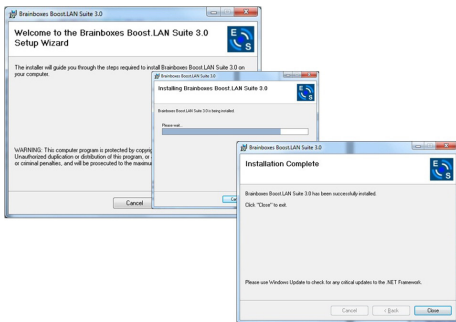 Brainboxes Boost.LAN Suite 3.0
Welcome to the Brainboxes Boost.LAN Suite 3.0
Setup Wizard
E
S
The installer will guide you through the steps required to install Brainboxes Boost.LAN Suite 3.0 on
your computer.
WARNING: This computer program is protected by
Unauthorized duplication or distribution of this program, or
or criminal penalties, and will be prosecuted to the
Cancel
Brainboxes Boost.LAN Suite 3.0
Installing Brainboxes Boost.LAN Suite 3.0
E
S
Brainboxes Boost.LAN Suite 3.0 is being installed.
Please wait...
Brainboxes Boost.LAN Suite 3.0
Installation Complete
E
S
Brainboxes Boost.LAN Suite 3.0 has been successfully installed.
Click "Close" to exit.
Please use Windows Update to check for any critical updates to the .NET Framework.
Cancel
< Back
Close